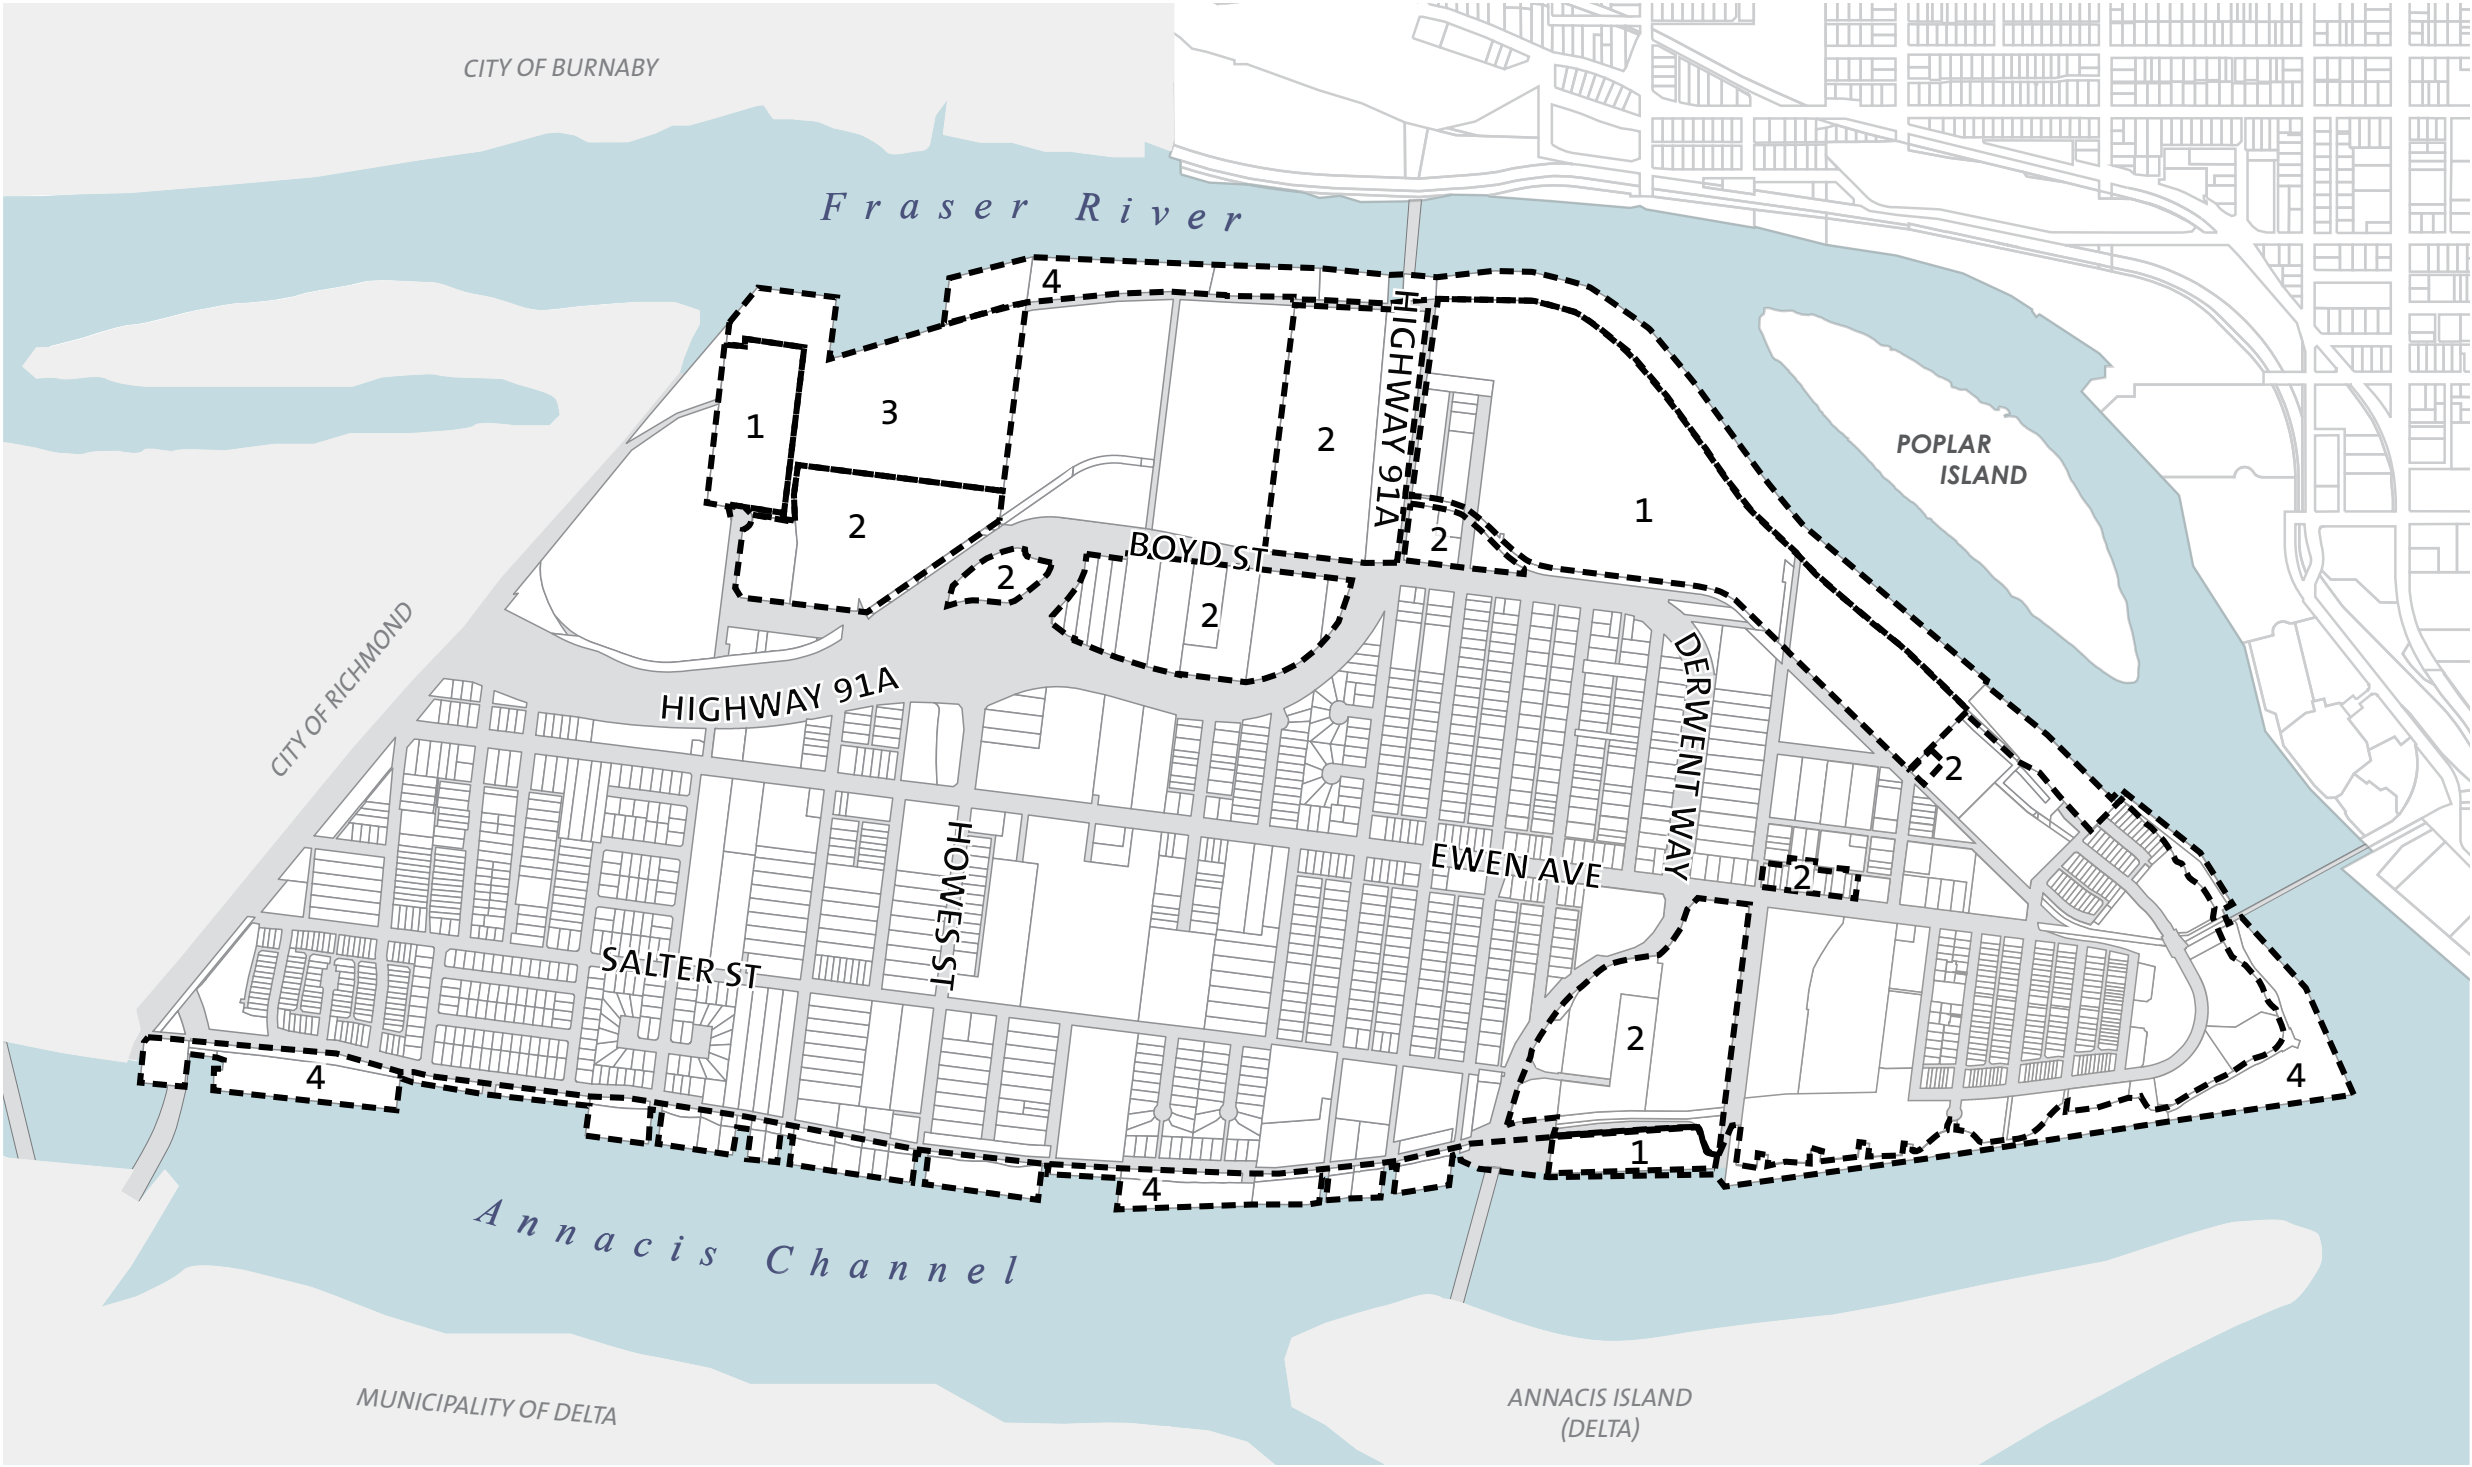 CITY OF BURNABY
Fraser River
4
HIGHWAY 91A
1
3
2
2
1
POPLAR
ISLAND
2
2
BOYD ST
2
2
CITY OF RICHMOND
HIGHWAY 91A
DERWENT WAY
2
HOWES ST
EWEN AVE
2
SALTER ST
2
4
4
1
4
Annacis Channel
MUNICIPALITY OF DELTA
ANNACIS ISLAND
(DELTA)